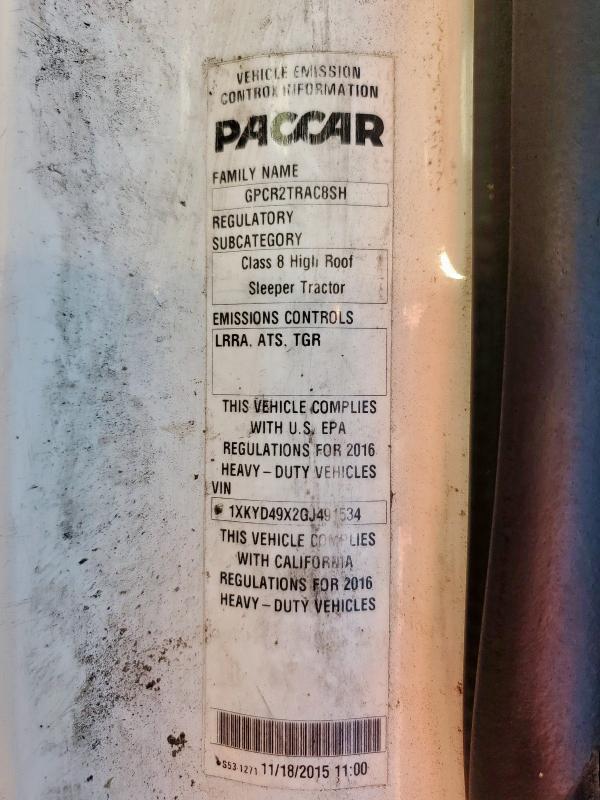 VEHICLE EMISSION
CONTROL INFORMATION
PACCAR
FAMILY NAME
GPCR2TRAC8SH
REGULATORY
SUBCATEGORY
Class 8 High Roof
Sleeper Tractor
EMISSIONS CONTROLS
LRRA, ATS, TGR
THIS VEHICLE COMPLIES
WITH U.S. EPA
REGULATIONS FOR 2016
HEAVY-DUTY VEHICLES
VIN
1XKYD49X2GJ491534
THIS VEHICLE COMPLIES
WITH CALIFORNIA
REGULATIONS FOR 2016
HEAVY-DUTY VEHICLES
S53 1271 11/18/2015 11:00